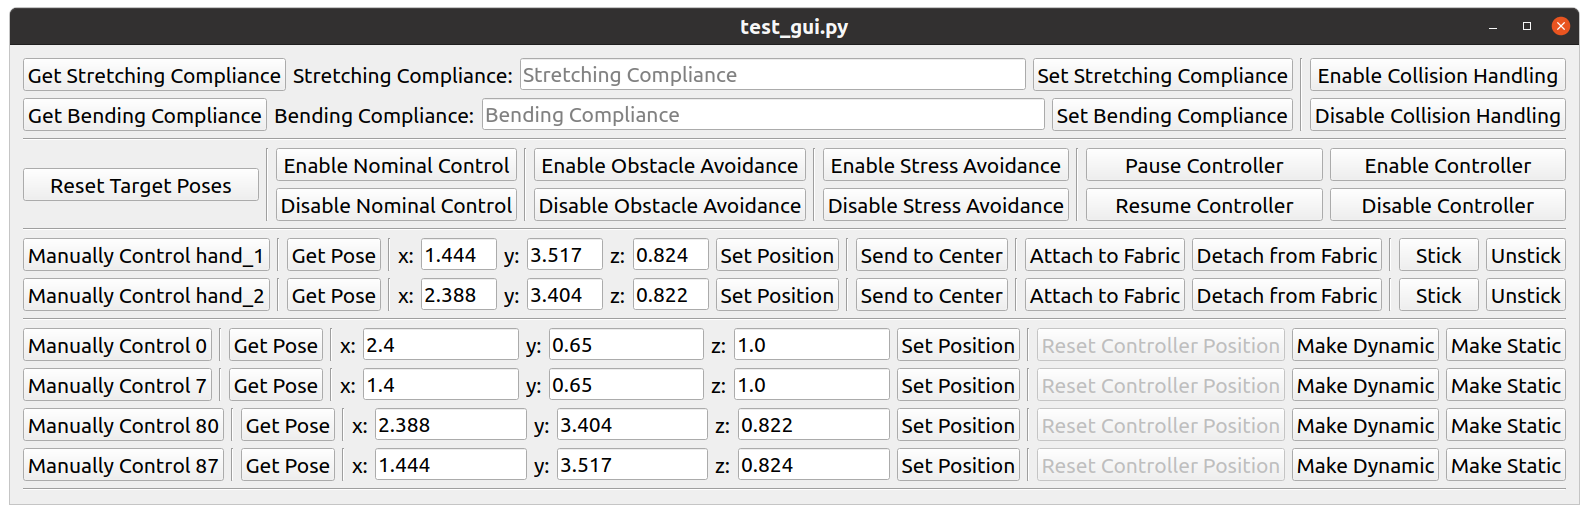 test_gui.py
Get Stretching Compliance Stretching Compliance: Stretching Compliance Set Stretching Compliance Enable Collision Handling
Get Bending Compliance Bending Compliance: Bending Compliance Set Bending Compliance Disable Collision Handling
Reset Target Poses
Enable Nominal Control Enable Obstacle Avoidance Enable Stress Avoidance Pause Controller Enable Controller
Disable Nominal Control Disable Obstacle Avoidance Disable Stress Avoidance Resume Controller Disable Controller
Manually Control hand_1 Get Pose x: 1.444 y: 3.517 z: 0.824 Set Position Send to Center Attach to Fabric Detach from Fabric Stick Unstick
Manually Control hand_2 Get Pose x: 2.388 y: 3.404 z: 0.822 Set Position Send to Center Attach to Fabric Detach from Fabric Stick Unstick
Manually Control 0 Get Pose x: 2.4 y: 0.65 z: 1.0 Set Position Reset Controller Position Make Dynamic Make Static
Manually Control 7 Get Pose x: 1.4 y: 0.65 z: 1.0 Set Position Reset Controller Position Make Dynamic Make Static
Manually Control 80 Get Pose x: 2.388 y: 3.404 z: 0.822 Set Position Reset Controller Position Make Dynamic Make Static
Manually Control 87 Get Pose x: 1.444 y: 3.517 z: 0.824 Set Position Reset Controller Position Make Dynamic Make Static